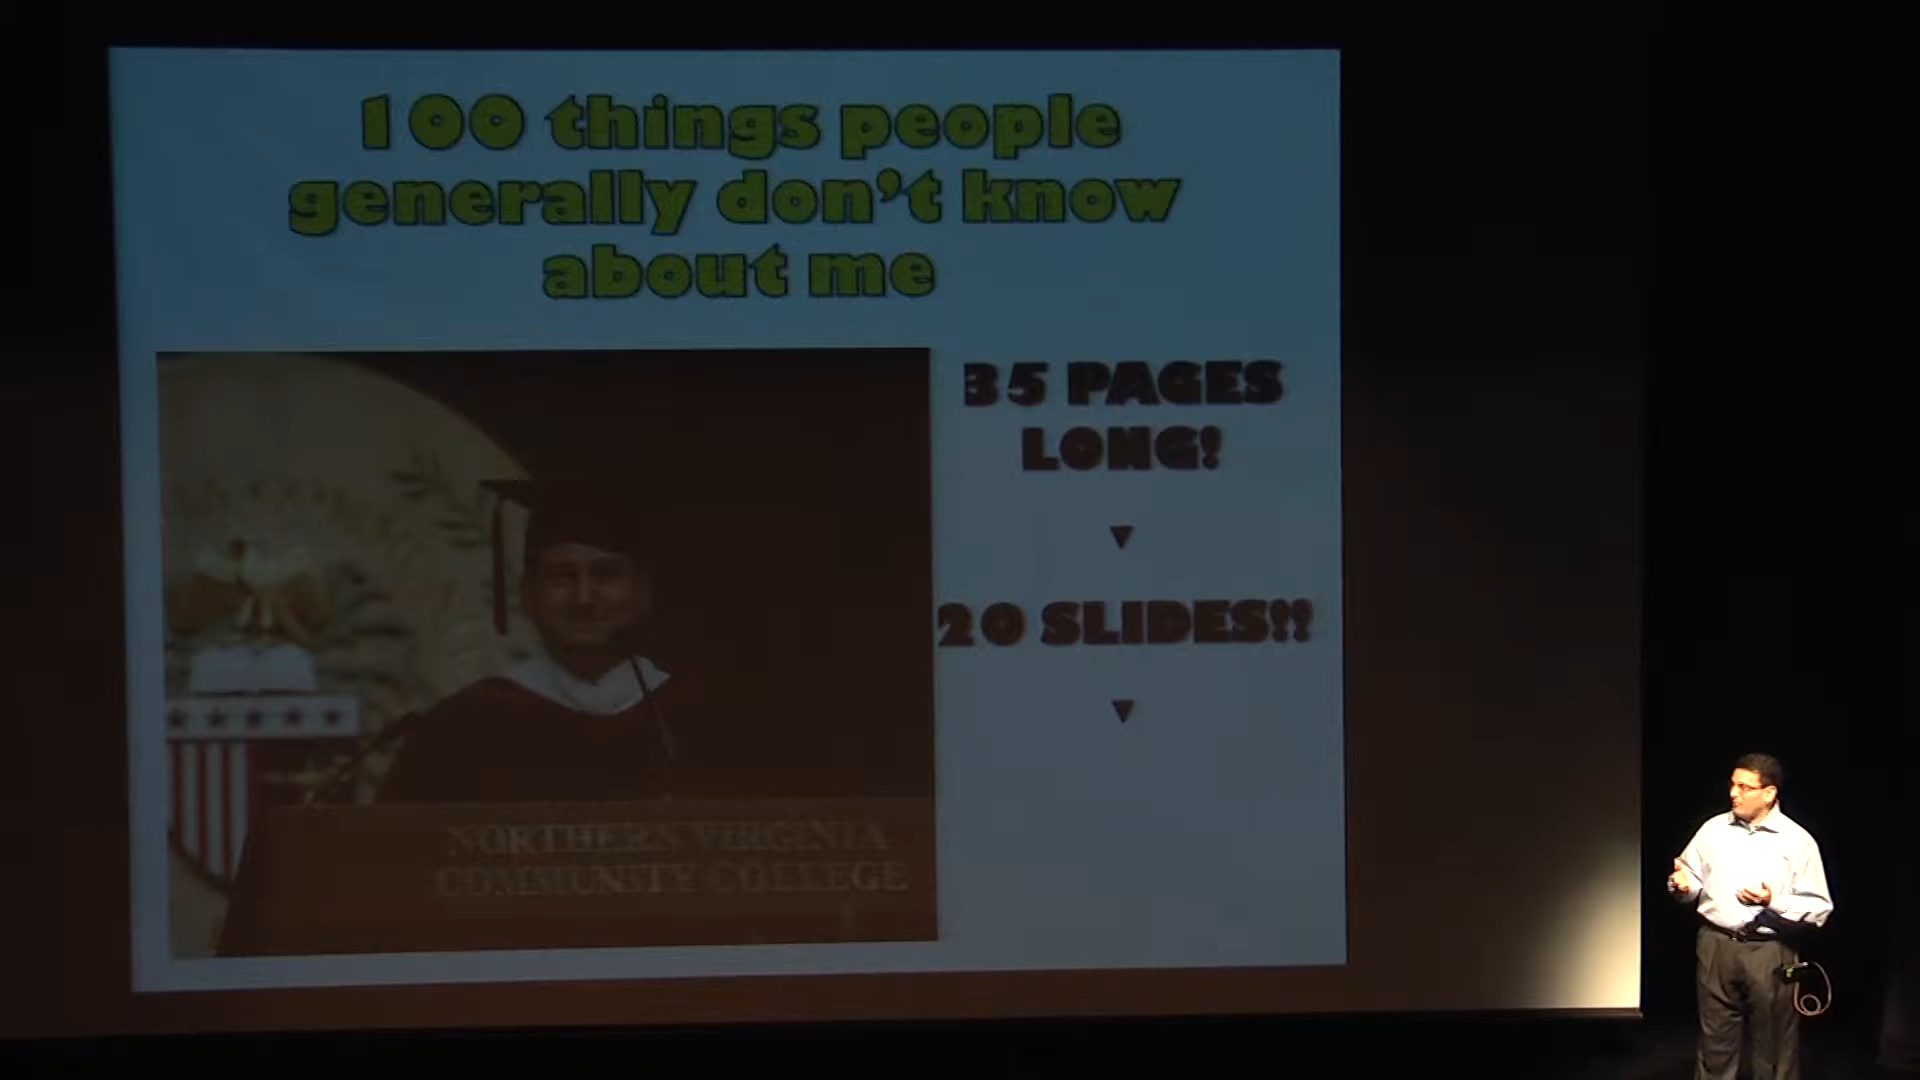 100 things people
generally don't know
about me
35 PAGES
LONG!
20 SLIDES!!
NORTHERN VIRGINIA
COMMUNITY COLLEGE